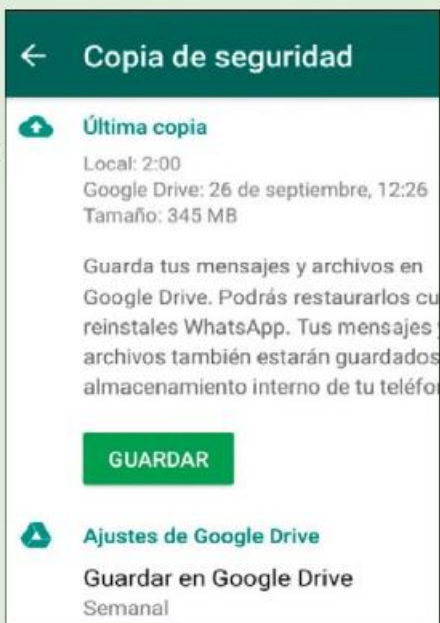 Copia de seguridad
Última copia
Local: 2:00
Google Drive: 26 de septiembre, 12:26
Tamaño: 345 MB
Guarda tus mensajes y archivos en
Google Drive. Podrás restaurarlos
reinstales WhatsApp. Tus mensajes
archivos también estarán guardados
almacenamiento interno de tu
GUARDAR
Ajustes de Google Drive
Guardar en Google Drive
Semanal